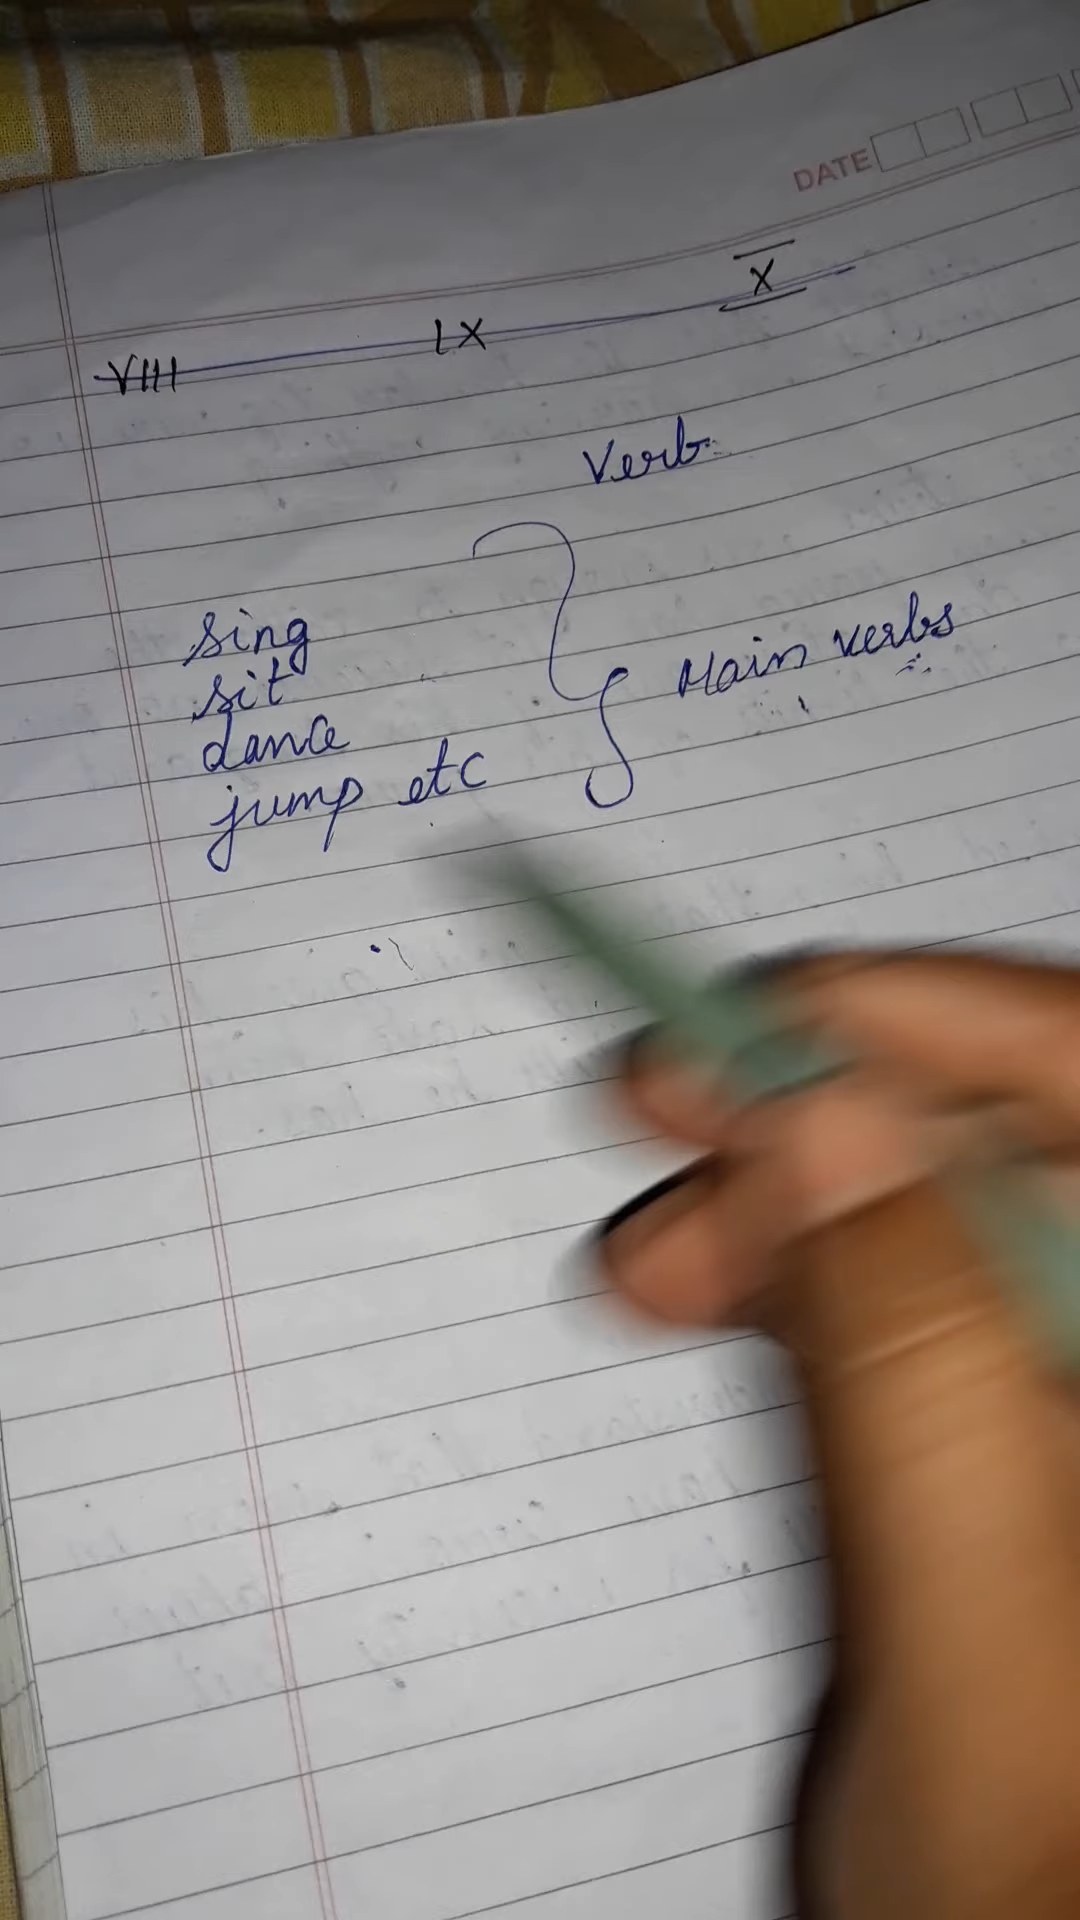 DATE
VIII IX X
Verb
sing
sit
dance
jump etc
Main verbs